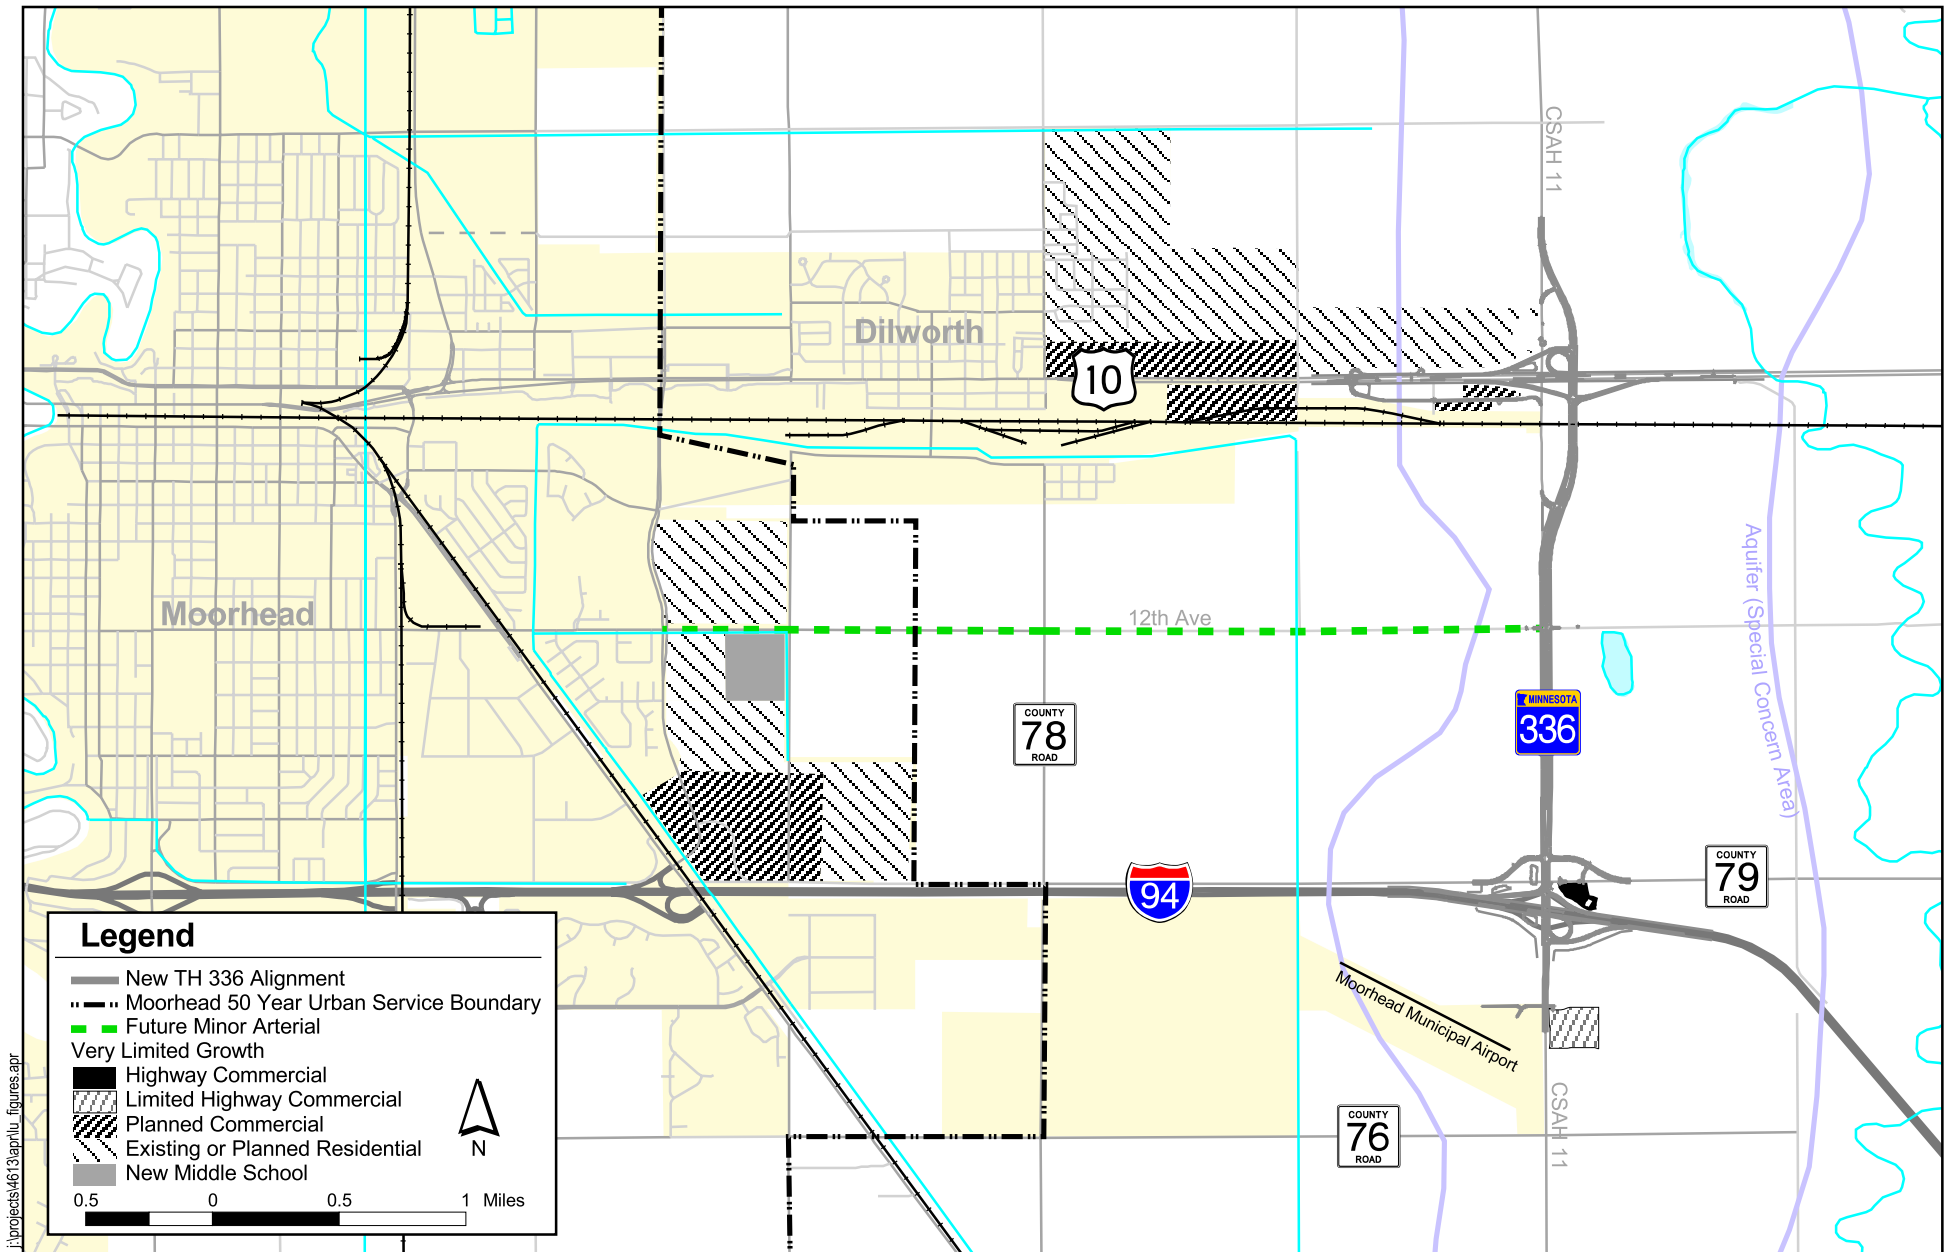 CSAH 11
Dilworth
10
Moorhead
12th Ave
Aquifer (Special Concern Area)
COUNTY
78
ROAD
MINNESOTA
336
COUNTY
79
ROAD
94
Moorhead Municipal Airport
COUNTY
76
ROAD
CSAH 11
Legend
New TH 336 Alignment
Moorhead 50 Year Urban Service Boundary
Future Minor Arterial
Very Limited Growth
Highway Commercial
Limited Highway Commercial
Planned Commercial
Existing or Planned Residential
New Middle School
N
0.5 0 0.5 1 Miles
j:\projects\4613\apr\lu_figures.apr